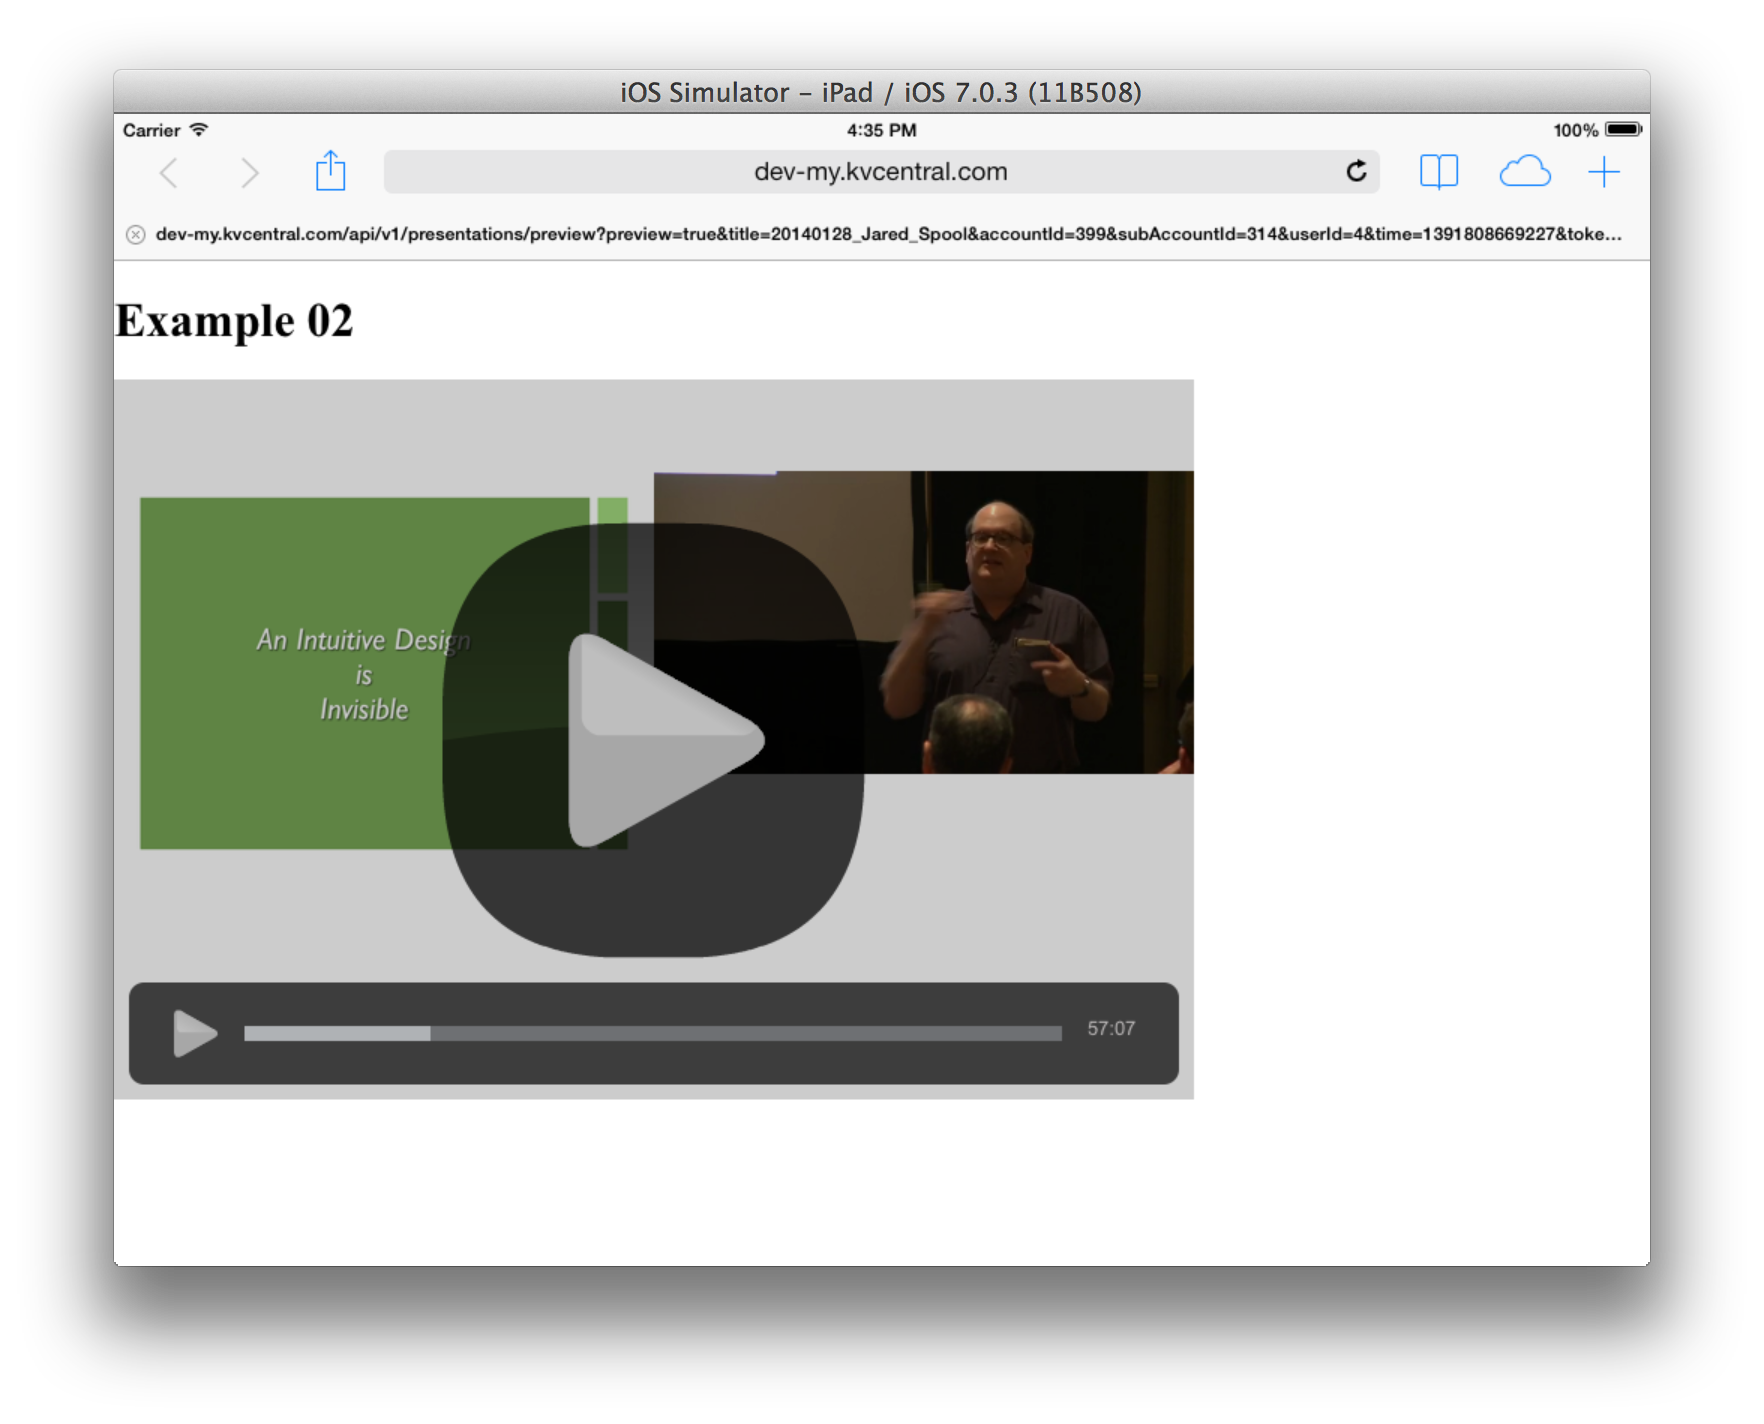 iOS Simulator – iPad / iOS 7.0.3 (11B508)
Carrier 4:35 PM 100%
dev-my.kvcentral.com
dev-my.kvcentral.com/api/v1/presentations/preview?preview=true&title=20140128_Jared_Spool&accountId=399&subAccountId=314&userId=4&time=1391808669227&toke...
Example 02
An Intuitive Design
is
Invisible
57:07